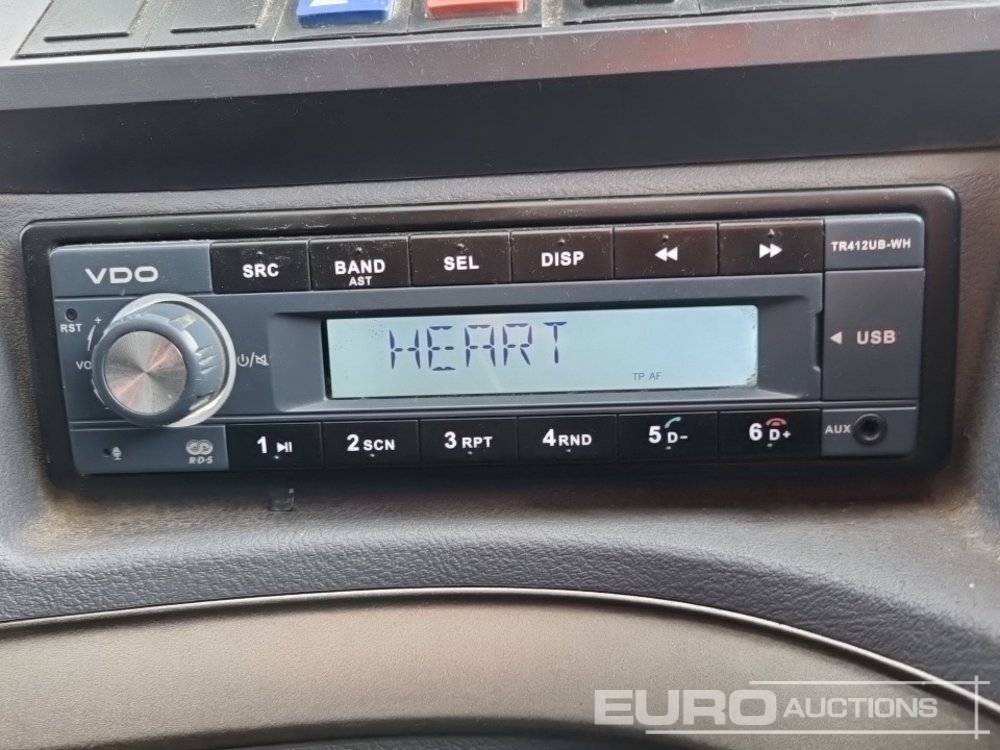 VDO
SRC
BAND
AST
SEL
DISP
TR412UB-WH
RST
+
VO
HEART
TP AF
USB
R·D·S
1
2 SCN
3 RPT
4 RND
5 D-
6 D+
AUX
EURO AUCTIONS